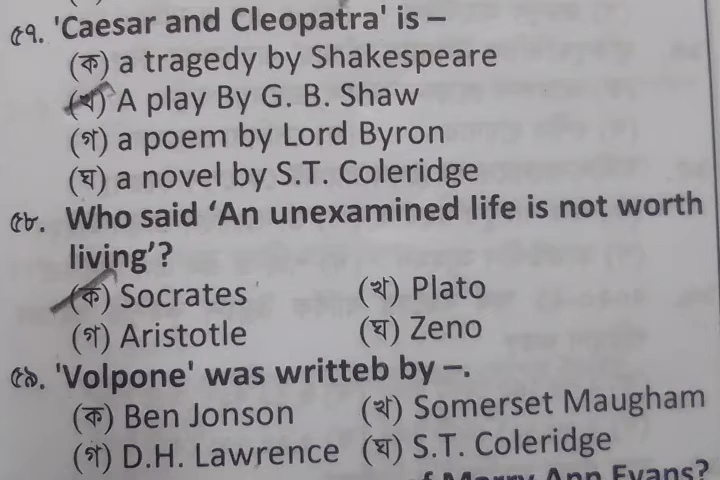 ৫৭. 'Caesar and Cleopatra' is –
(ক) a tragedy by Shakespeare
(খ) A play By G. B. Shaw
(গ) a poem by Lord Byron
(ঘ) a novel by S.T. Coleridge
৫৮. Who said ‘An unexamined life is not worth
living’?
(ক) Socrates (খ) Plato
(গ) Aristotle (ঘ) Zeno
৫৯. 'Volpone' was writteb by –.
(ক) Ben Jonson (খ) Somerset Maugham
(গ) D.H. Lawrence (ঘ) S.T. Coleridge
Ann Evans?